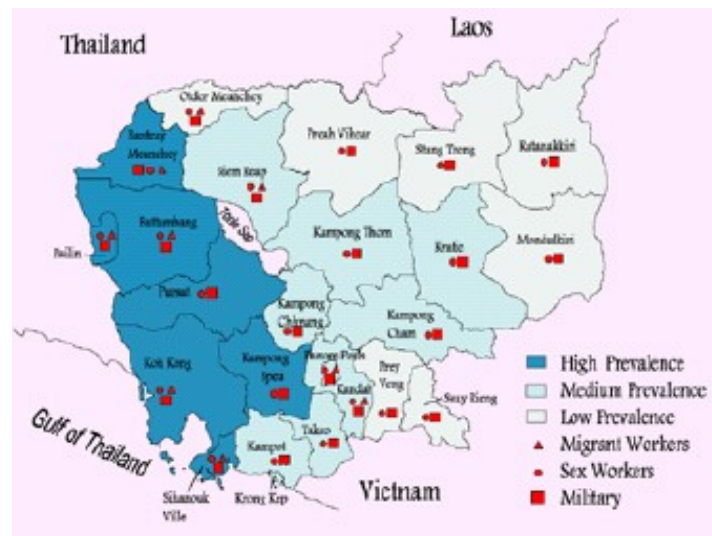 Laos
Thailand
Oider Meanchey
Banteay
Meanchey
Preah Vihear
Stung Treng
Ratanakkiri
Siem Reap
Battambang
Tonle Sap
Kampong Thom
Kratie
Mondulkiri
Pailin
Pursat
Kampong
Chhnang
Kampong
Cham
Koh Kong
Kampong
Speu
Phnom Penh
Kandal
Prey
Veng
Svay Rieng
High Prevalence
Medium Prevalence
Low Prevalence
Migrant Workers
Sex Workers
Military
Gulf of Thailand
Takeo
Kampot
Sihanouk
Ville
Krong Kep
Vietnam